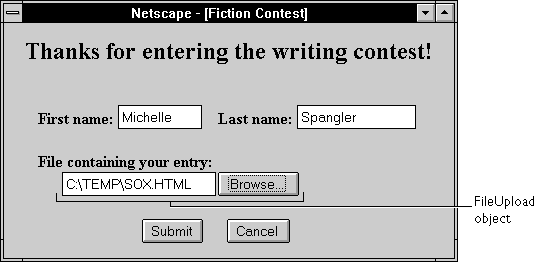 Netscape - [Fiction Contest]
Thanks for entering the writing contest!
First name: Michelle Last name: Spangler
File containing your entry:
C:\TEMP\SOX.HTML Browse...
FileUpload
object
Submit Cancel